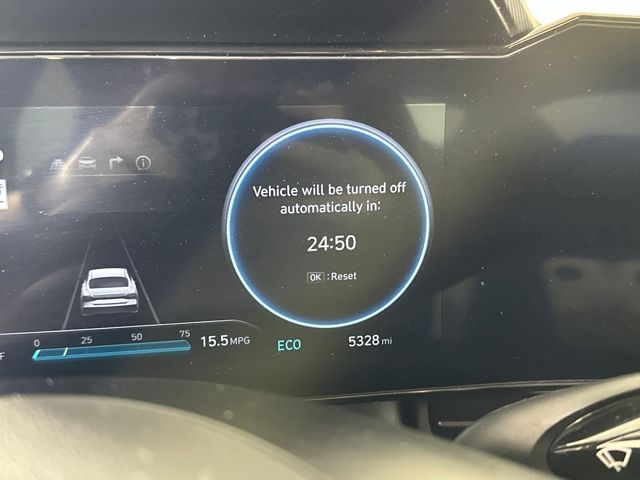 Vehicle will be turned off
automatically in:
24:50
OK :Reset
0 25 50 75
F 15.5 MPG ECO 5328 mi